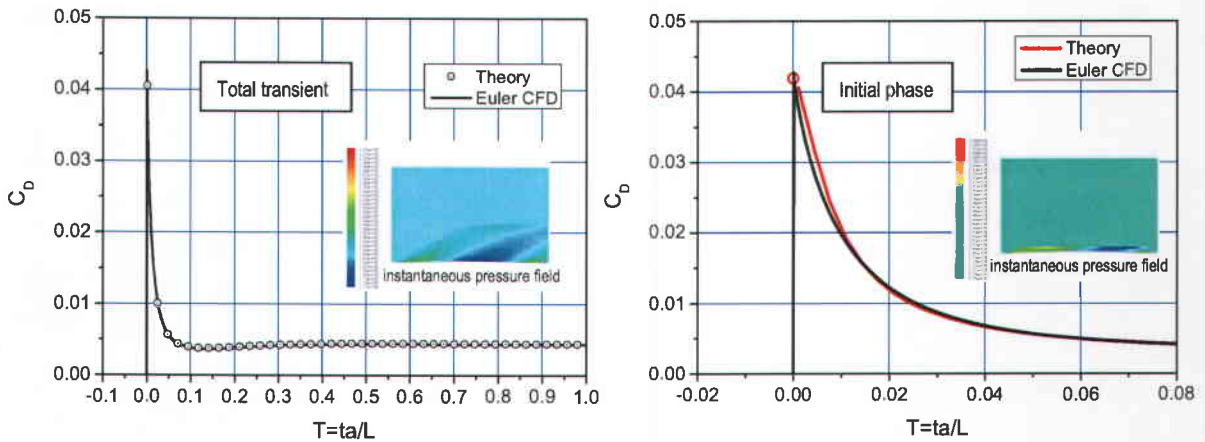 0.05
0.04
0.03
0.02
0.01
0.00
C_D
Total transient
Theory
Euler CFD
instantaneous pressure field
-0.1 0.0 0.1 0.2 0.3 0.4 0.5 0.6 0.7 0.8 0.9 1.0
T=ta/L
0.05
0.04
0.03
0.02
0.01
0.00
C_D
Initial phase
Theory
Euler CFD
instantaneous pressure field
-0.02 0.00 0.02 0.04 0.06 0.08
T=ta/L